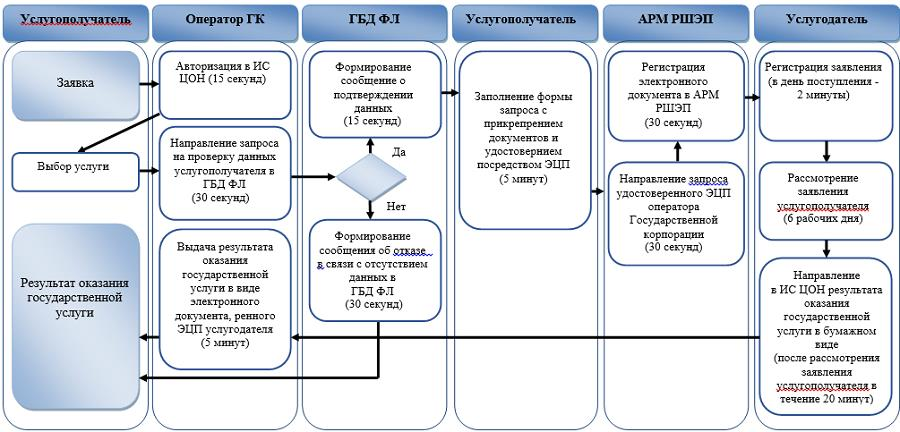 Услугополучатель
Оператор ГК
ГБД ФЛ
Услугополучатель
АРМ РШЭП
Услугодатель
Заявка
Авторизация в ИС
ЦОН (15 секунд)
Выбор услуги
Направление запроса
на проверку данных
услугополучателя в
ГБД ФЛ
(30 секунд)
Формирование
сообщение о
подтверждении
данных
(15 секунд)
Да
Нет
Формирование
сообщения об отказе
в связи с отсутствием
данных в
ГБД ФЛ
(30 секунд)
Заполнение формы
запроса с
прикрепрением
документов и
удостовернием
посредством ЭЦП
(5 минут)
Регистрация
электронного
документа в АРМ
РШЭП
(30 секунд)
Направление запроса
удостоверенного ЭЦП
оператора
Государственной
корпорации
(30 секунд)
Регистрация заявления
(в день поступления -
2 минуты)
Рассмотрение
заявления
услугополучателя
(6 рабочих дня)
Направление
в ИС ЦОН результата
оказания
государственной
услуги в бумажном
виде
(после рассмотрения
заявления
услугополучателя в
течение 20 минут)
Выдача результата
оказания
государственной
услуги в виде
электронного
документа, ренного
ЭЦП услугодателя
(5 минут)
Результат оказания
государственной
услуги